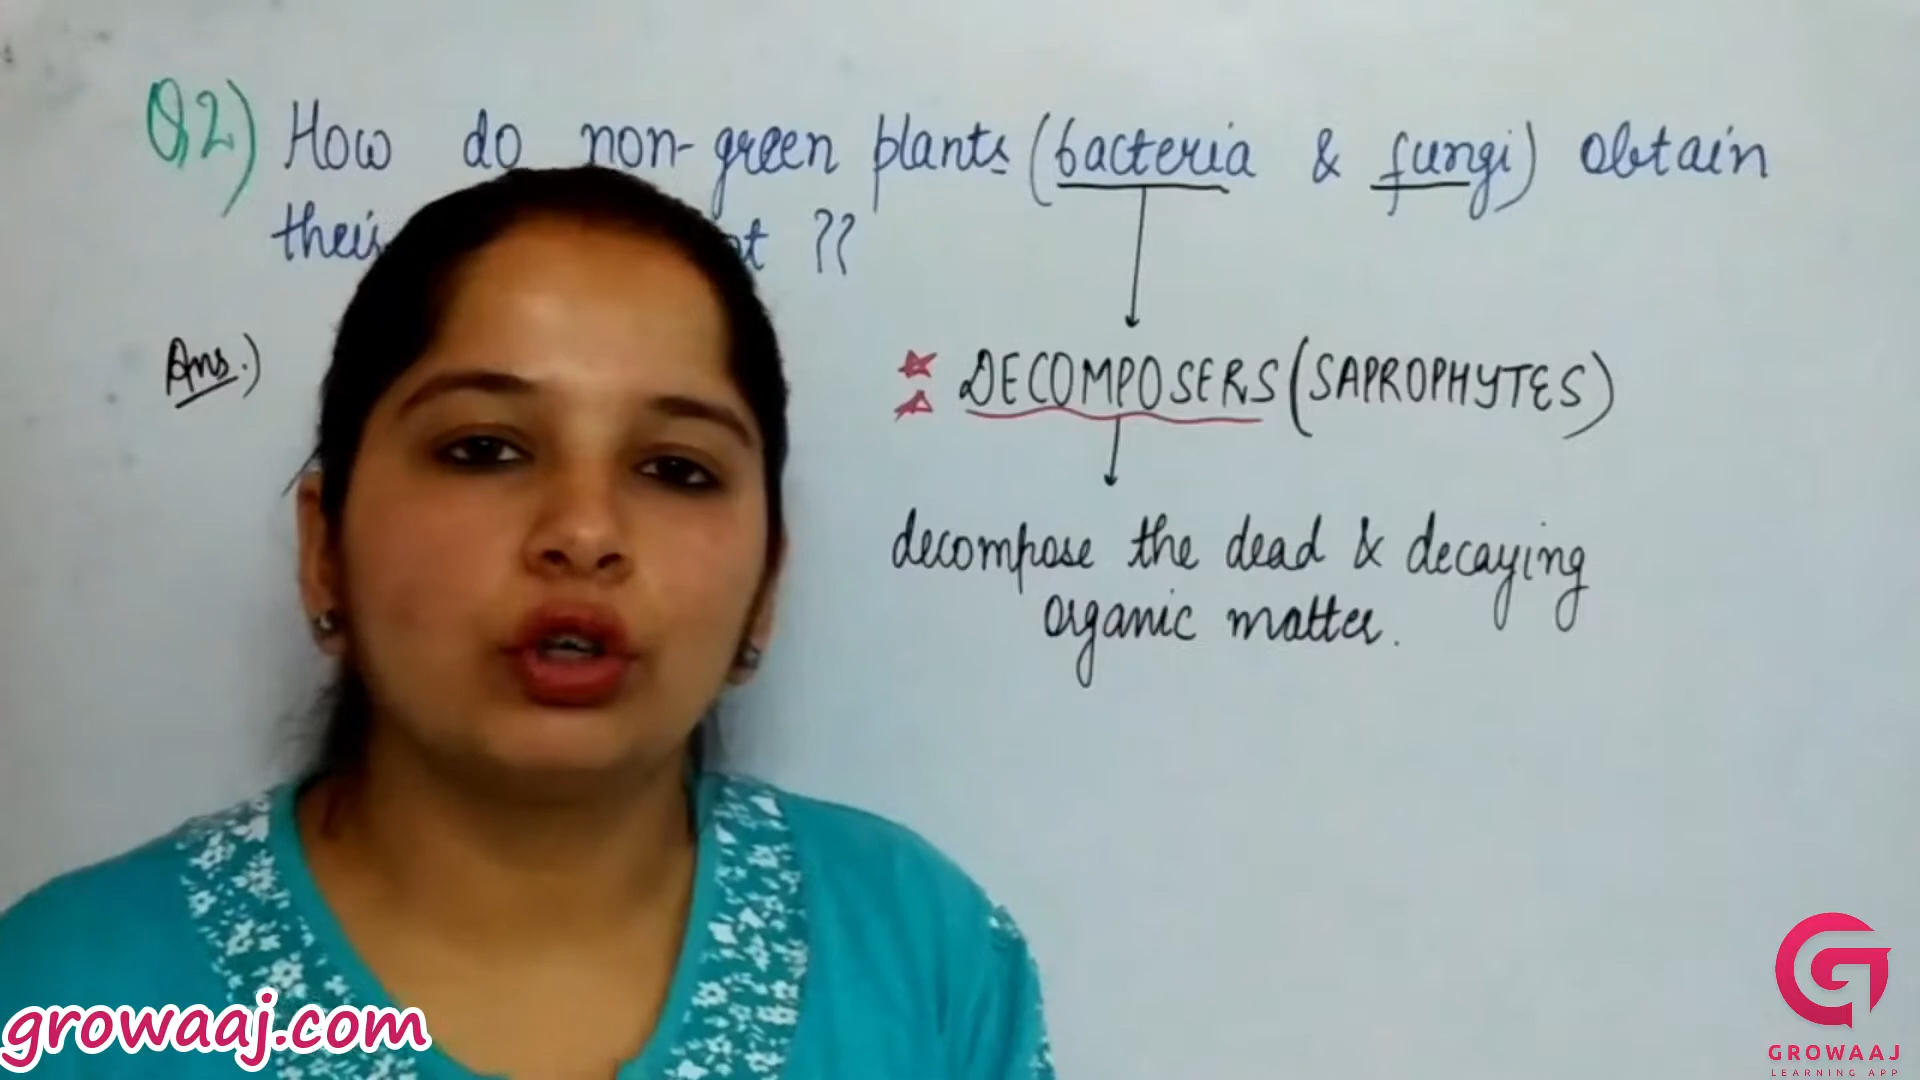 Q2) How do non-green plants (bacteria & fungi) obtain
their ??
Ans.)
DECOMPOSERS (SAPROPHYTES)
decompose the dead & decaying
organic matter.
growaaj.com
GROWAAJ
LEARNING APP